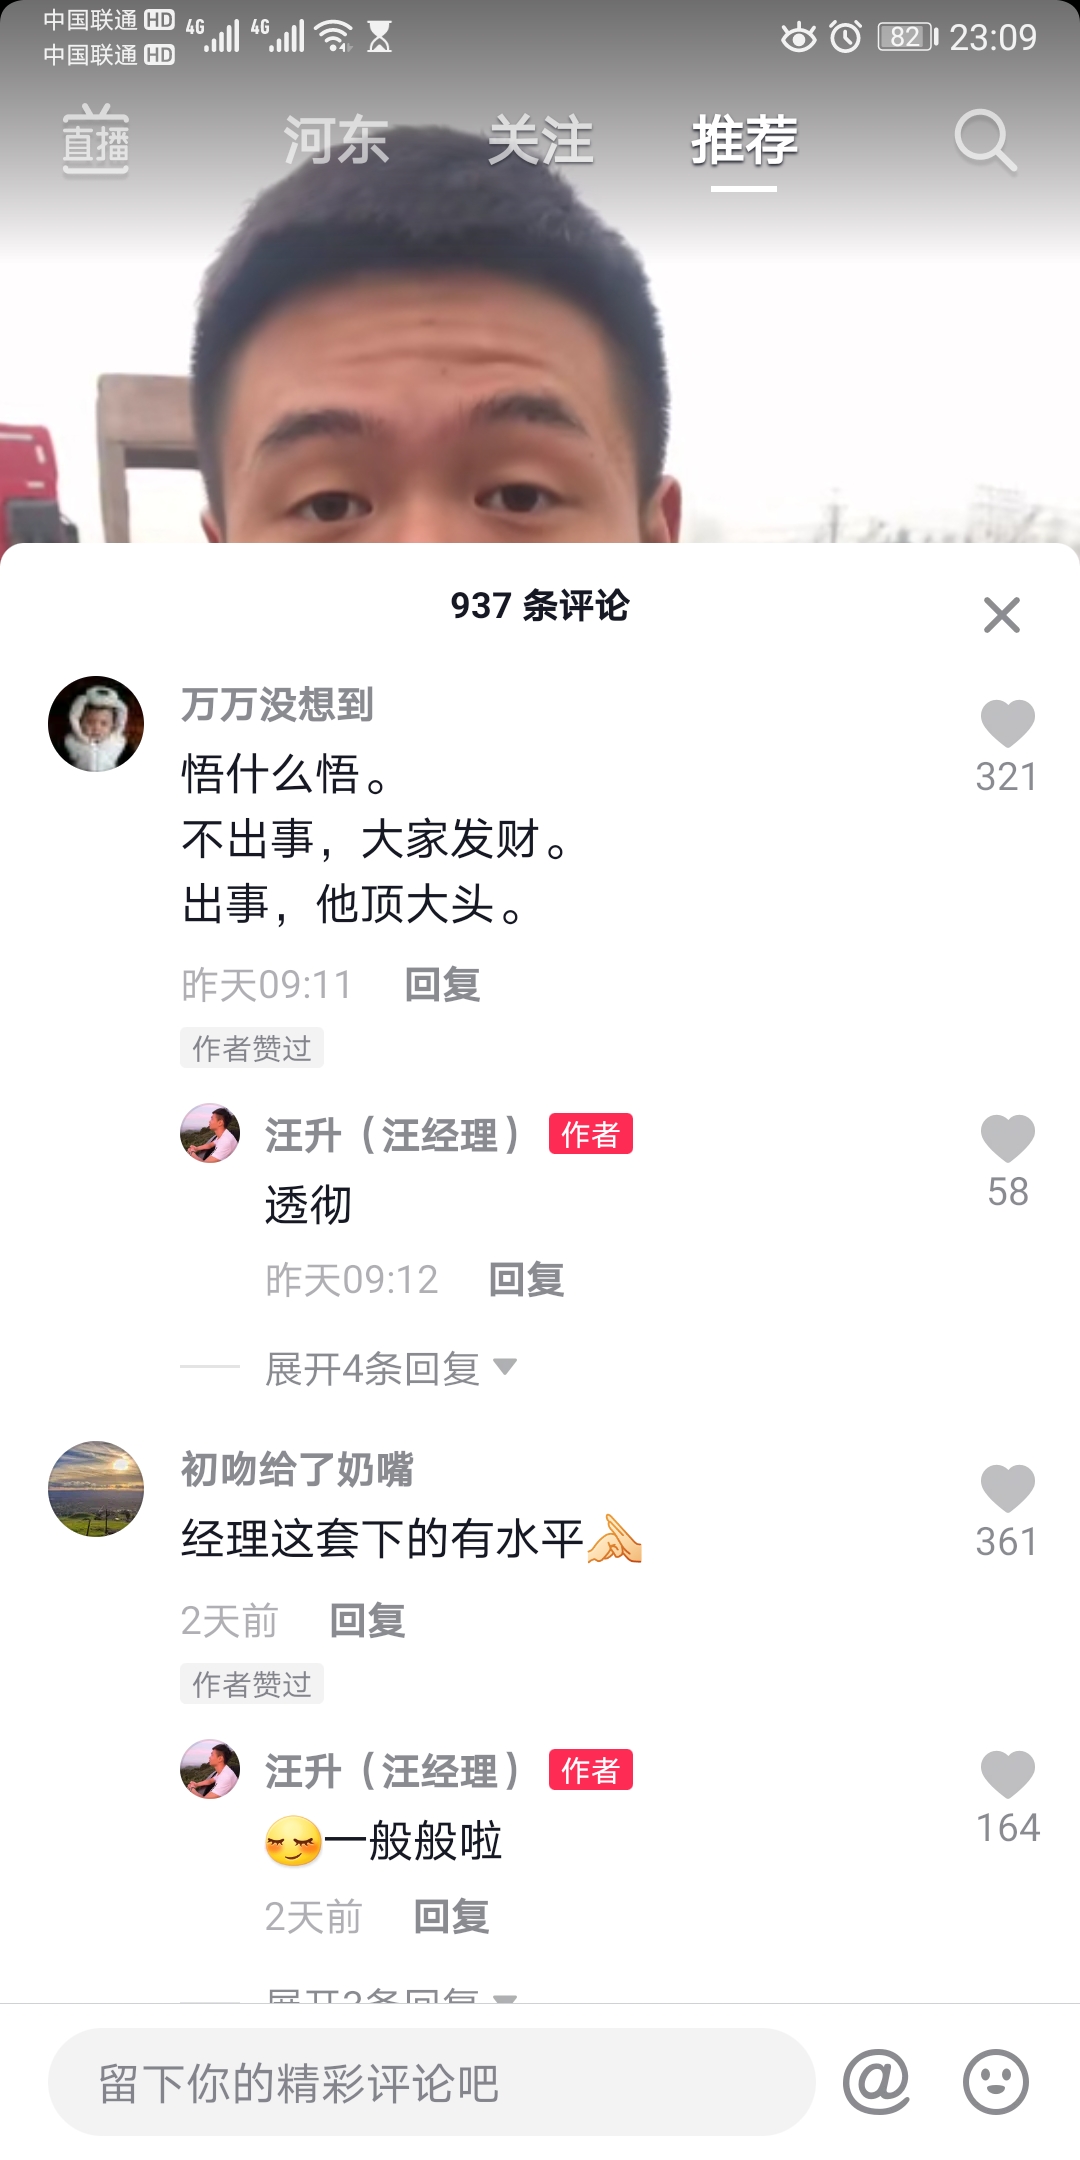 中国联通 HD 4G 4G 82 23:09
中国联通 HD
直播 河东 关注 推荐
937 条评论
万万没想到
悟什么悟。
321
不出事，大家发财。
出事，他顶大头。
昨天09:11 回复
作者赞过
汪升（汪经理） 作者
透彻
58
昨天09:12 回复
展开4条回复
初吻给了奶嘴
经理这套下的有水平
361
2天前 回复
作者赞过
汪升（汪经理） 作者
一般般啦
164
2天前 回复
展开3条回复
留下你的精彩评论吧 @